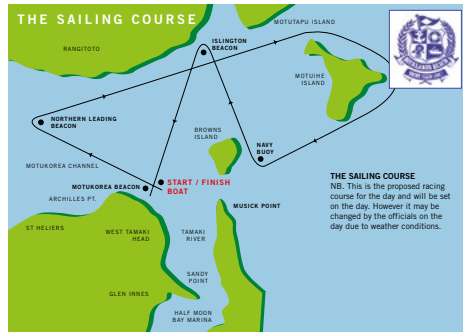 THE SAILING COURSE
MOTUTAPU ISLAND
ISLINGTON
BEACON
RANGITOTO
MOTUIHE
ISLAND
NORTHERN LEADING
BEACON
BROWNS
ISLAND
NAVY
BUOY
MOTUKOREA CHANNEL
MOTUKOREA BEACON
START / FINISH
BOAT
ARCHILLES PT.
MUSICK POINT
THE SAILING COURSE
NB. This is the proposed racing
course for the day and will be set
on the day. However it may be
changed by the officials on the
day due to weather conditions.
ST HELIERS
WEST TAMAKI
HEAD
TAMAKI
RIVER
SANDY
POINT
GLEN INNES
HALF MOON
BAY MARINA